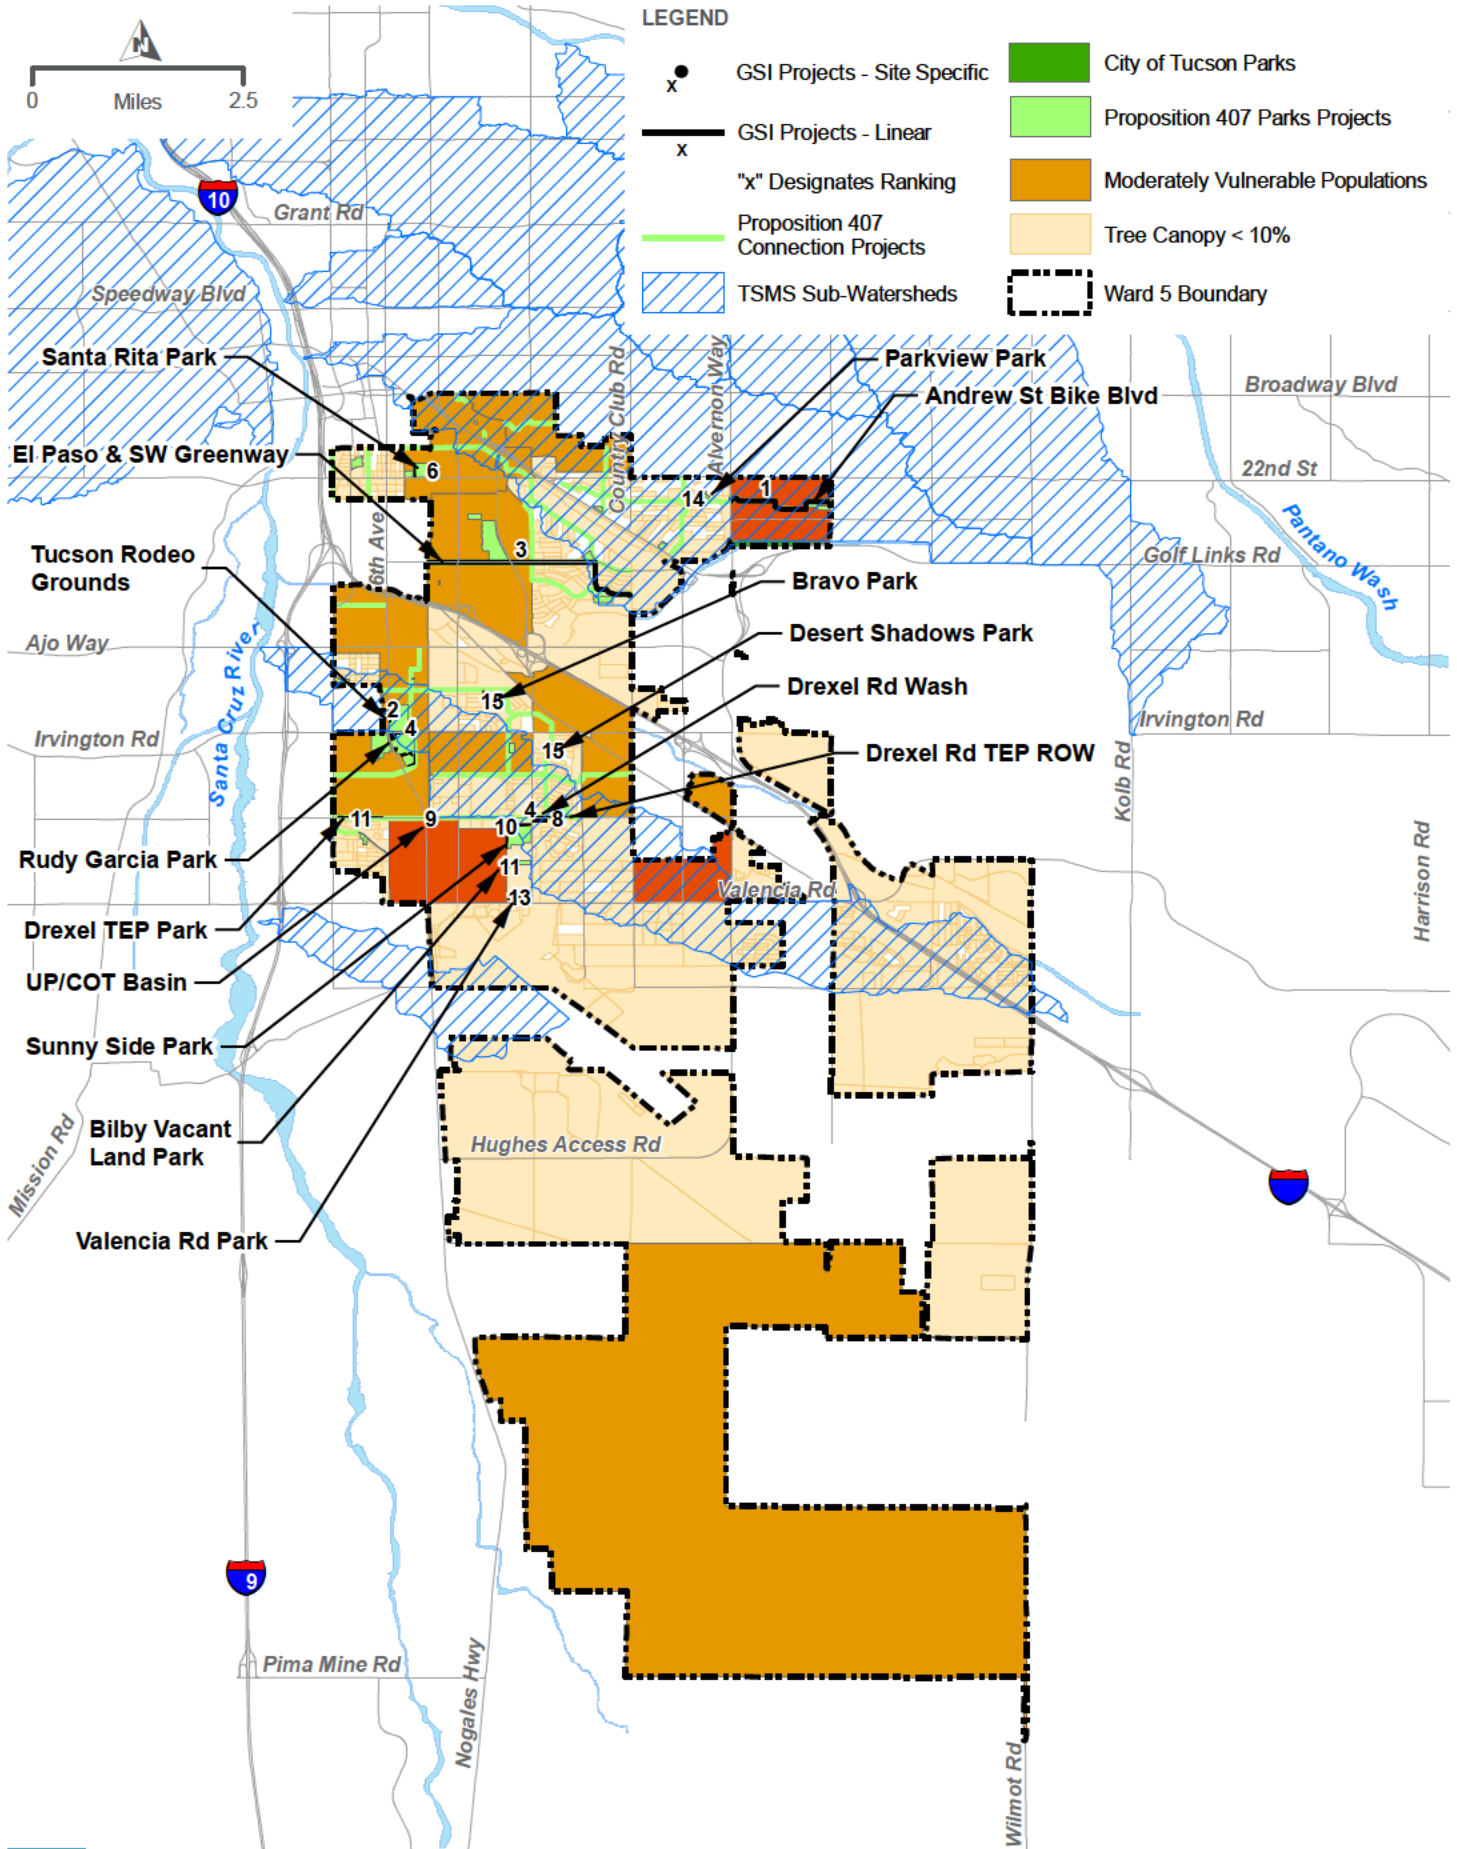 LEGEND
N
0 Miles 2.5
GSI Projects - Site Specific
x
GSI Projects - Linear
x
"x" Designates Ranking
Proposition 407
Connection Projects
TSMS Sub-Watersheds
City of Tucson Parks
Proposition 407 Parks Projects
Moderately Vulnerable Populations
Tree Canopy < 10%
Ward 5 Boundary
10
Grant Rd
Speedway Blvd
Santa Rita Park
El Paso & SW Greenway
Tucson Rodeo
Grounds
Ajo Way
Irvington Rd
Santa Cruz River
6th Ave
Country Club Rd
Alvernon Way
Parkview Park
Andrew St Bike Blvd
Broadway Blvd
22nd St
Golf Links Rd
Pantano Wash
Bravo Park
Desert Shadows Park
Drexel Rd Wash
Irvington Rd
Drexel Rd TEP ROW
Kolb Rd
Harrison Rd
6
14
1
3
2
4
15
15
4
8
11
9
10
11
13
Rudy Garcia Park
Valencia Rd
Drexel TEP Park
UP/COT Basin
Sunny Side Park
Bilby Vacant
Land Park
Mission Rd
Hughes Access Rd
Valencia Rd Park
9
Pima Mine Rd
Nogales Hwy
Wilmot Rd